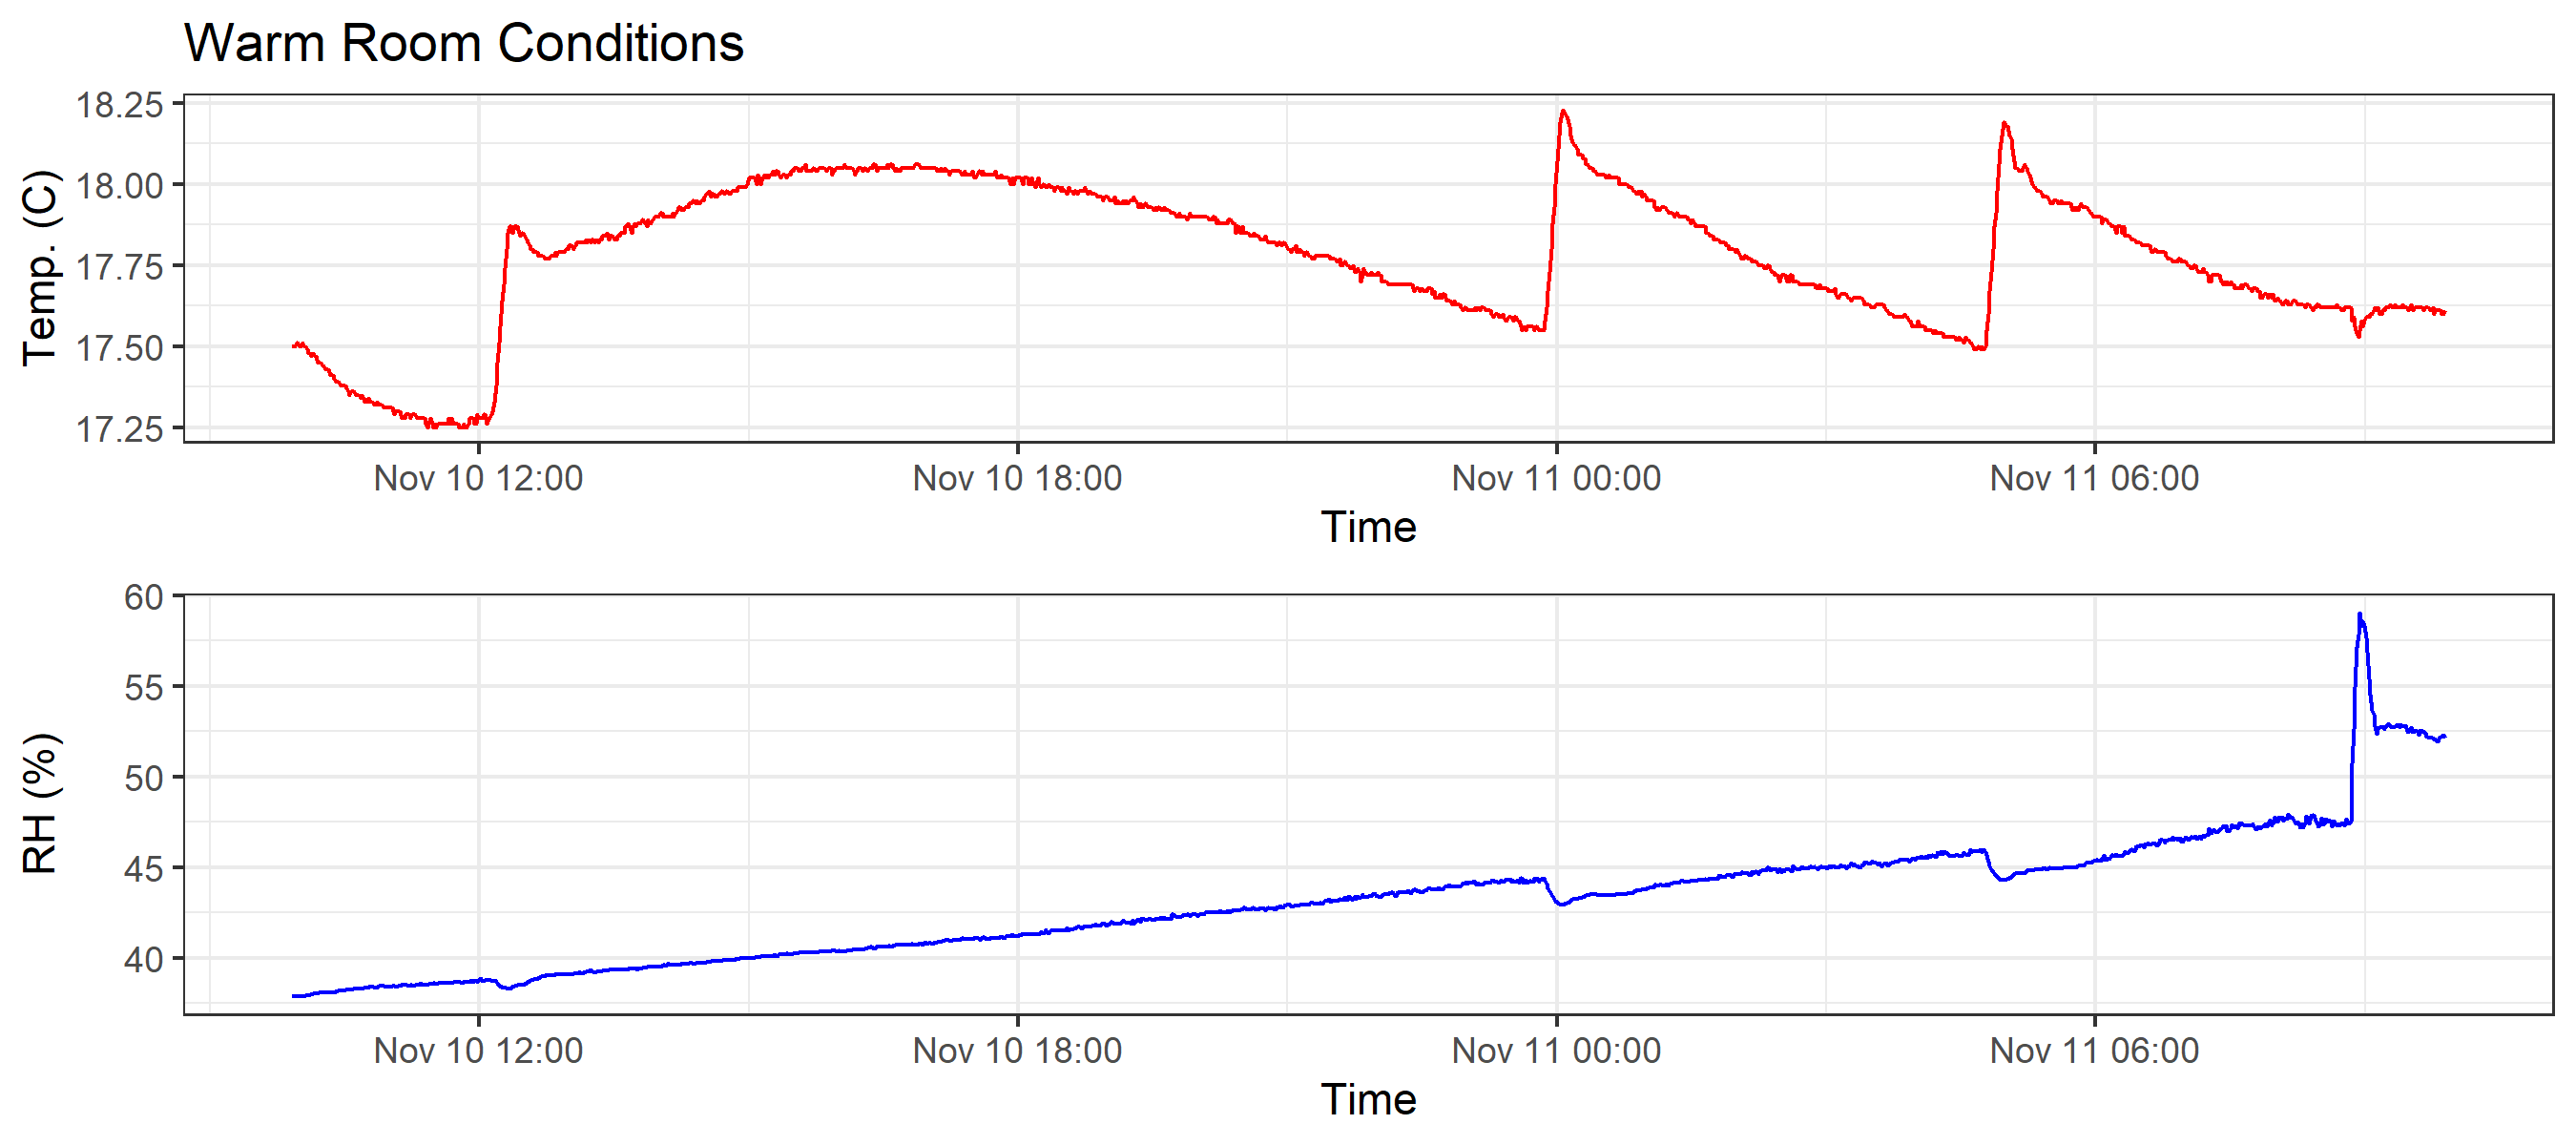 Warm Room Conditions
Temp. (C)
18.25
18.00
17.75
17.50
17.25
Nov 10 12:00 Nov 10 18:00 Nov 11 00:00 Nov 11 06:00
Time
RH (%)
60
55
50
45
40
Nov 10 12:00 Nov 10 18:00 Nov 11 00:00 Nov 11 06:00
Time